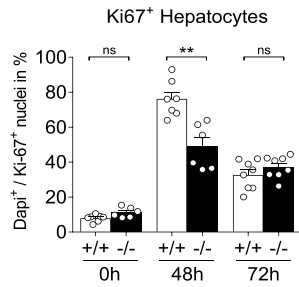 Ki67⁺ Hepatocytes
Dapi⁺ / Ki-67⁺ nuclei in %
ns ** ns
100
80
60
40
20
0
+/+ -/- +/+ -/- +/+ -/-
0h 48h 72h